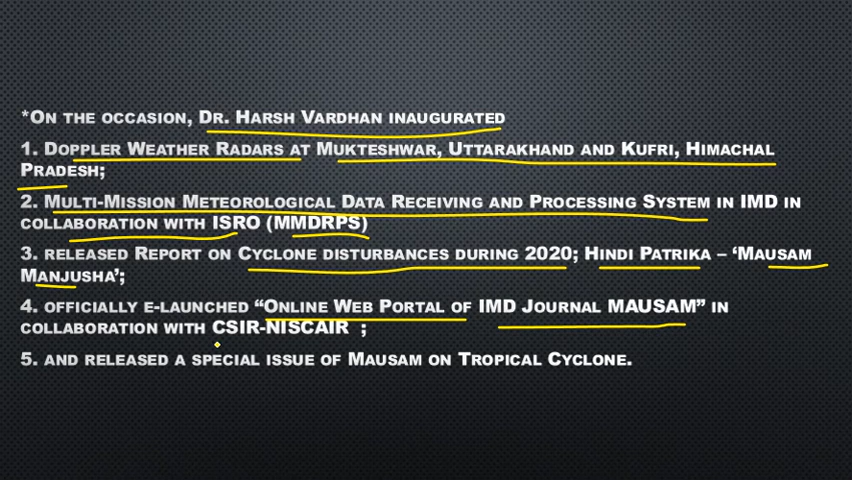 *On the occasion, Dr. Harsh Vardhan inaugurated
1. Doppler Weather Radars at Mukteshwar, Uttarakhand and Kufri, Himachal
Pradesh;
2. Multi-Mission Meteorological Data Receiving and Processing System in IMD in
collaboration with ISRO (MMDRPS)
3. released Report on Cyclone disturbances during 2020; Hindi Patrika – ‘Mausam
Manjusha’;
4. officially e-launched “Online Web Portal of IMD Journal MAUSAM” in
collaboration with CSIR-NISCAIR ;
5. and released a special issue of Mausam on Tropical Cyclone.